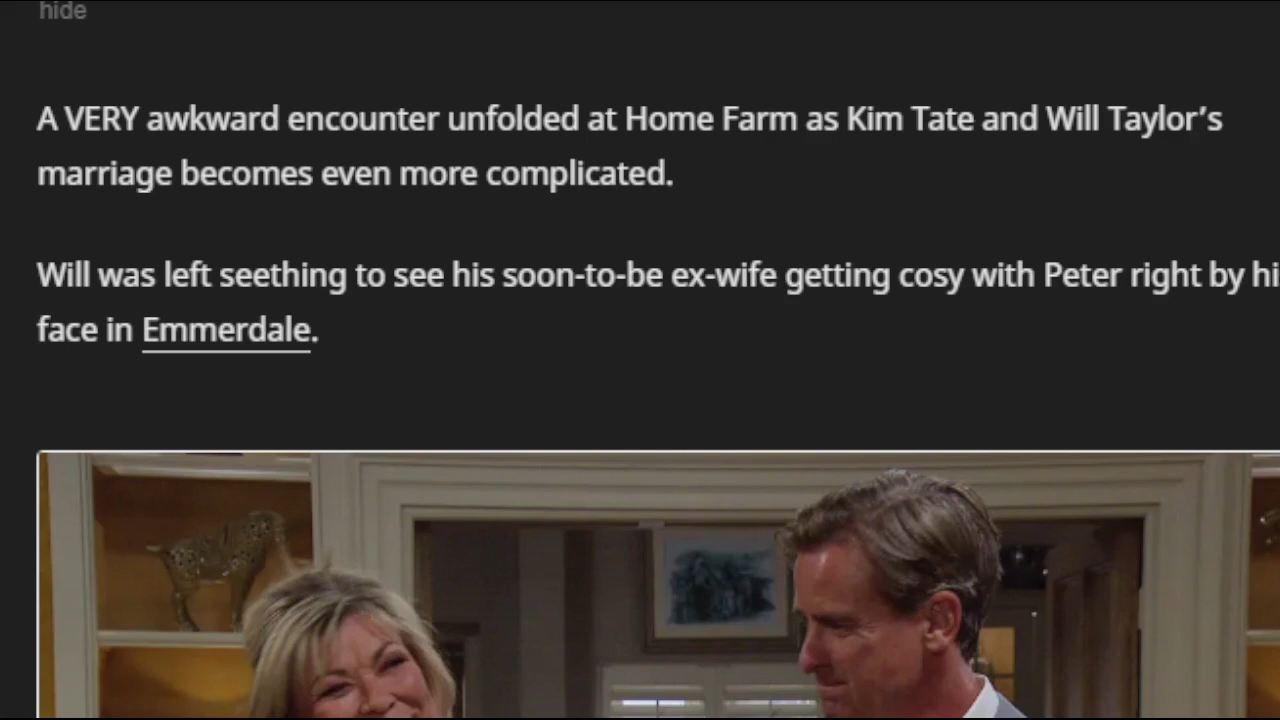 hide
A VERY awkward encounter unfolded at Home Farm as Kim Tate and Will Taylor’s
marriage becomes even more complicated.
Will was left seething to see his soon-to-be ex-wife getting cosy with Peter right by hi
face in Emmerdale.